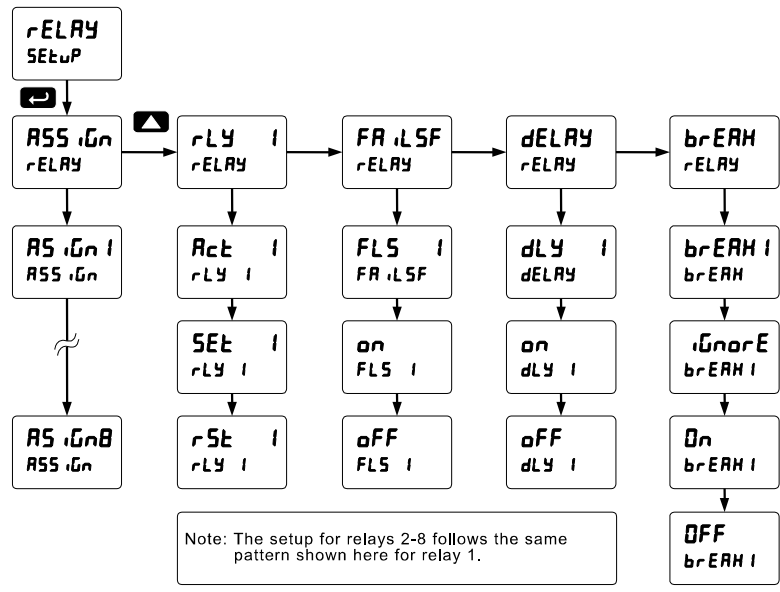 rELAY
SEtuP
ASSiGn
rELAY
rLY 1
rELAY
FAiLSF
rELAY
dELAY
rELAY
brEAK
rELAY
ASiGn1
ASSiGn
Act 1
rLY 1
FLS 1
FAiLSF
dLY 1
dELAY
brEAK1
brEAK
SEt 1
rLY 1
on
FLS 1
on
dLY 1
iGnorE
brEAK1
ASiGn8
ASSiGn
rSt 1
rLY 1
oFF
FLS 1
oFF
dLY 1
On
brEAK1
OFF
brEAK1
Note: The setup for relays 2-8 follows the same
pattern shown here for relay 1.